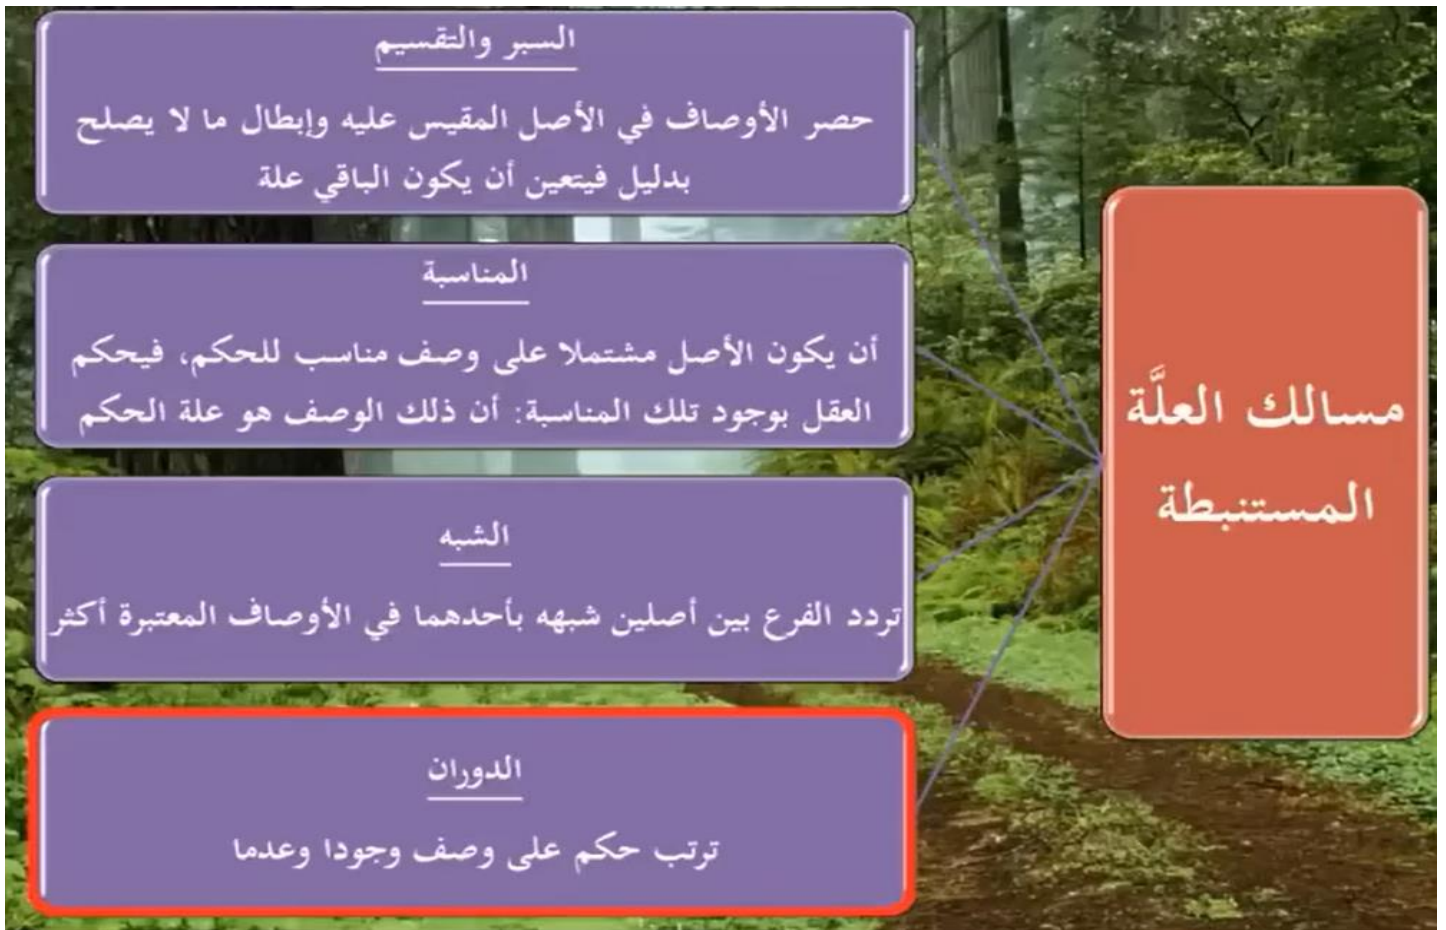 مسالك العلَّة
المستنبطة
السبر والتقسيم
حصر الأوصاف في الأصل المقيس عليه وإبطال ما لا يصلح
بدليل فيتعين أن يكون الباقي علة
المناسبة
أن يكون الأصل مشتملا على وصف مناسب للحكم، فيحكم
العقل بوجود تلك المناسبة: أن ذلك الوصف هو علة الحكم
الشبه
تردد الفرع بين أصلين شبهه بأحدهما في الأوصاف المعتبرة أكثر
الدوران
ترتب حكم على وصف وجودا وعدما